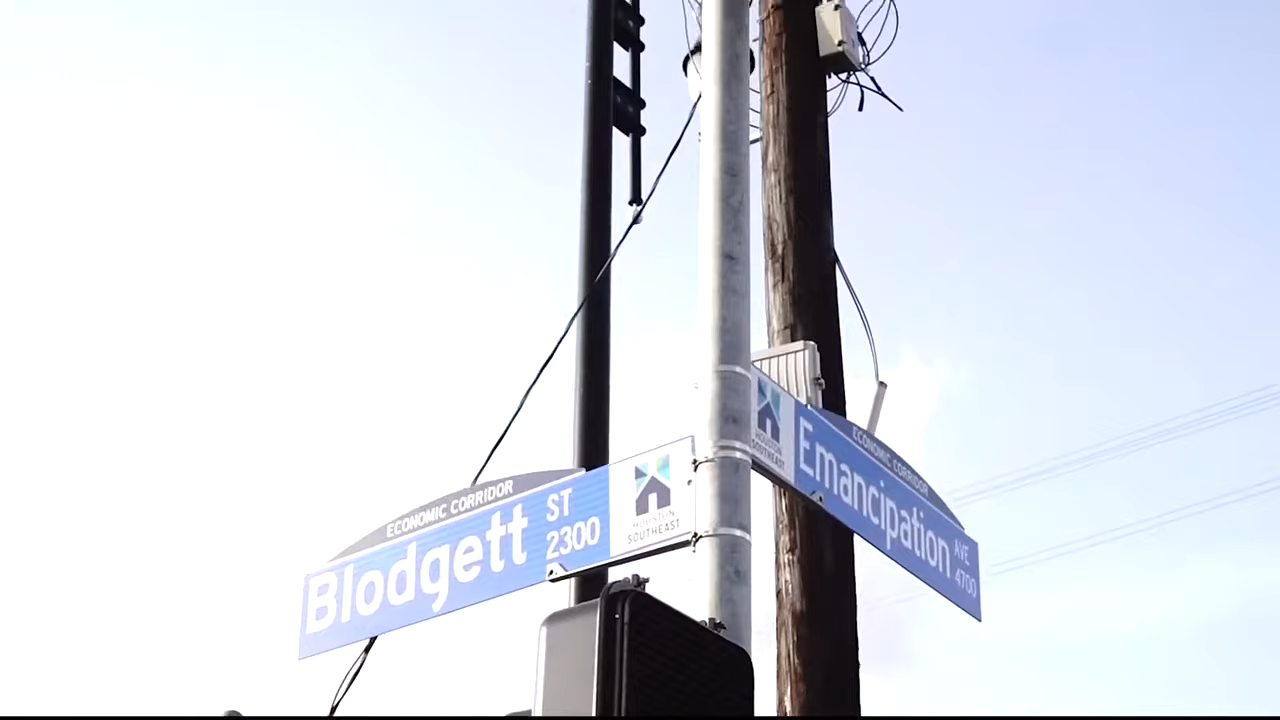 ECONOMIC CORRIDOR
Blodgett ST
2300
HOUSTON
SOUTHEAST
HOUSTON
SOUTHEAST
ECONOMIC CORRIDOR
Emancipation AVE
4700